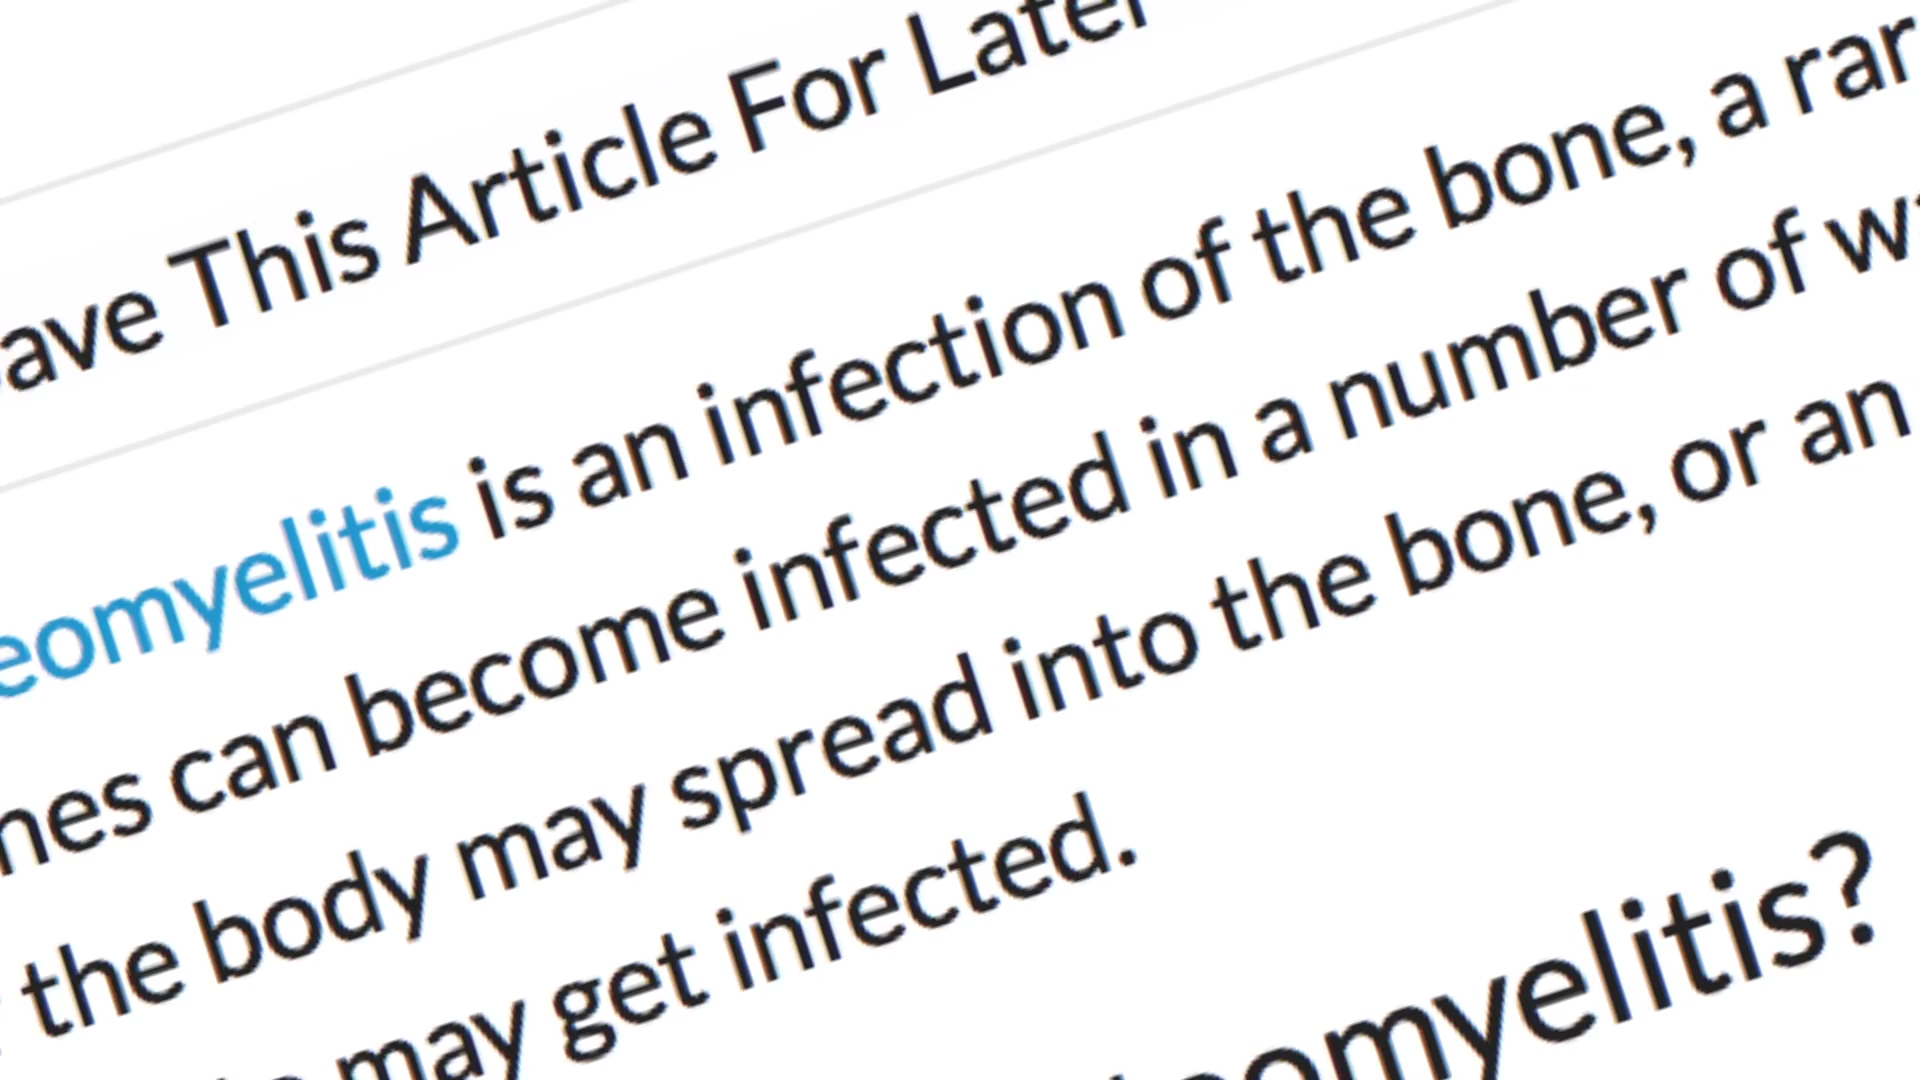 ave This Article For Later
eomyelitis is an infection of the bone, a rar
nes can become infected in a number of w
the body may spread into the bone, or an
may get infected.
omyelitis?